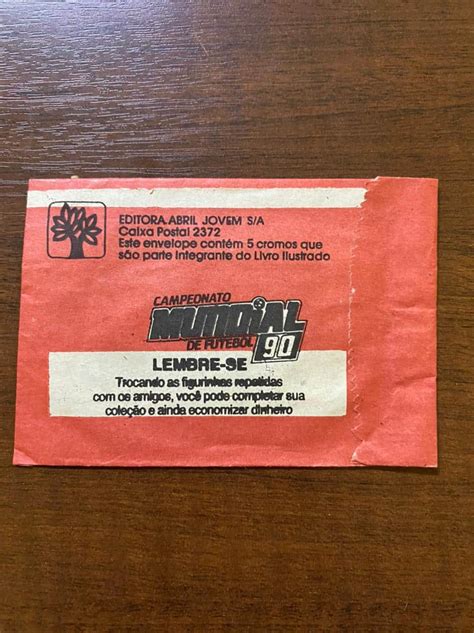 EDITORA ABRIL JOVEM S/A
Caixa Postal 2372
Este envelope contém 5 cromos que
são parte integrante do Livro Ilustrado
CAMPEONATO
MUNDIAL
DE FUTEBOL 90
LEMBRE-SE
Trocando as figurinhas repetidas
com os amigos, você pode completar sua
coleção e ainda economizar dinheiro